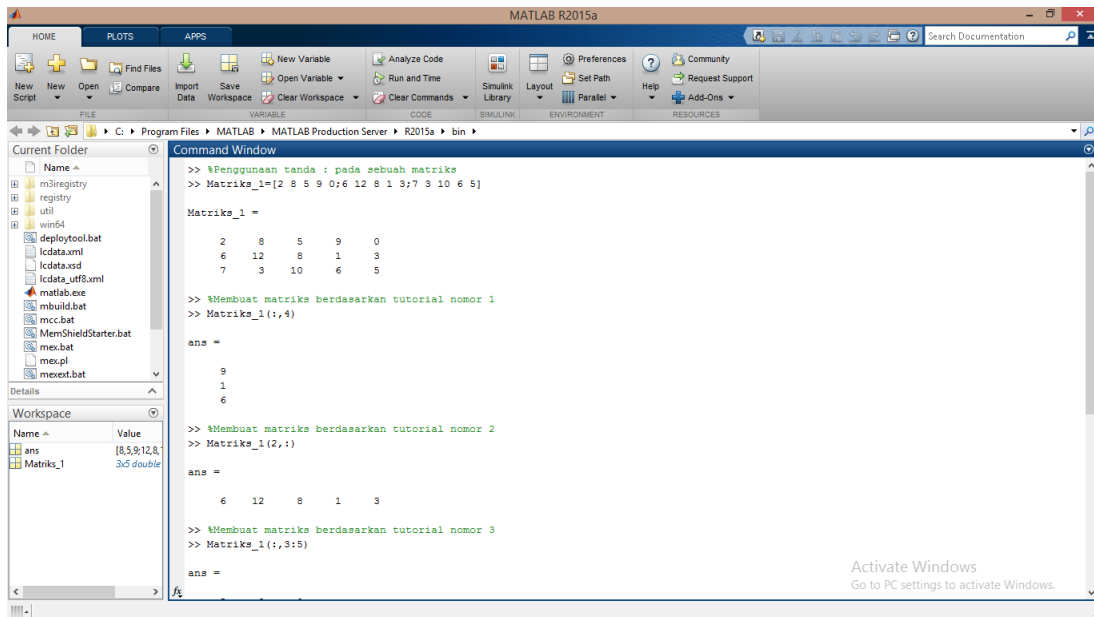 MATLAB R2015a
HOME PLOTS APPS
Search Documentation
New Script
New
Open
Find Files
Compare
FILE
Import Data
Save Workspace
New Variable
Open Variable
Clear Workspace
VARIABLE
Analyze Code
Run and Time
Clear Commands
CODE
Simulink Library
SIMULINK
Layout
Preferences
Set Path
Parallel
ENVIRONMENT
Help
Community
Request Support
Add-Ons
RESOURCES
C: Program Files MATLAB MATLAB Production Server R2015a bin
Current Folder
Name
m3iregistry
registry
util
win64
deploytool.bat
lcdata.xml
lcdata.xsd
lcdata_utf8.xml
matlab.exe
mbuild.bat
mcc.bat
MemShieldStarter.bat
mex.bat
mex.pl
mexext.bat
Details
Workspace
Name Value
ans [8,5,9;12,8,1
Matriks_1 3x5 double
Command Window
>> %Penggunaan tanda : pada sebuah matriks
>> Matriks_1=[2 8 5 9 0;6 12 8 1 3;7 3 10 6 5]
Matriks_1 =
2 8 5 9 0
6 12 8 1 3
7 3 10 6 5
>> %Membuat matriks berdasarkan tutorial nomor 1
>> Matriks_1(:,4)
ans =
9
1
6
>> %Membuat matriks berdasarkan tutorial nomor 2
>> Matriks_1(2,:)
ans =
6 12 8 1 3
>> %Membuat matriks berdasarkan tutorial nomor 3
>> Matriks_1(:,3:5)
ans =
fx
Activate Windows
Go to PC settings to activate Windows.